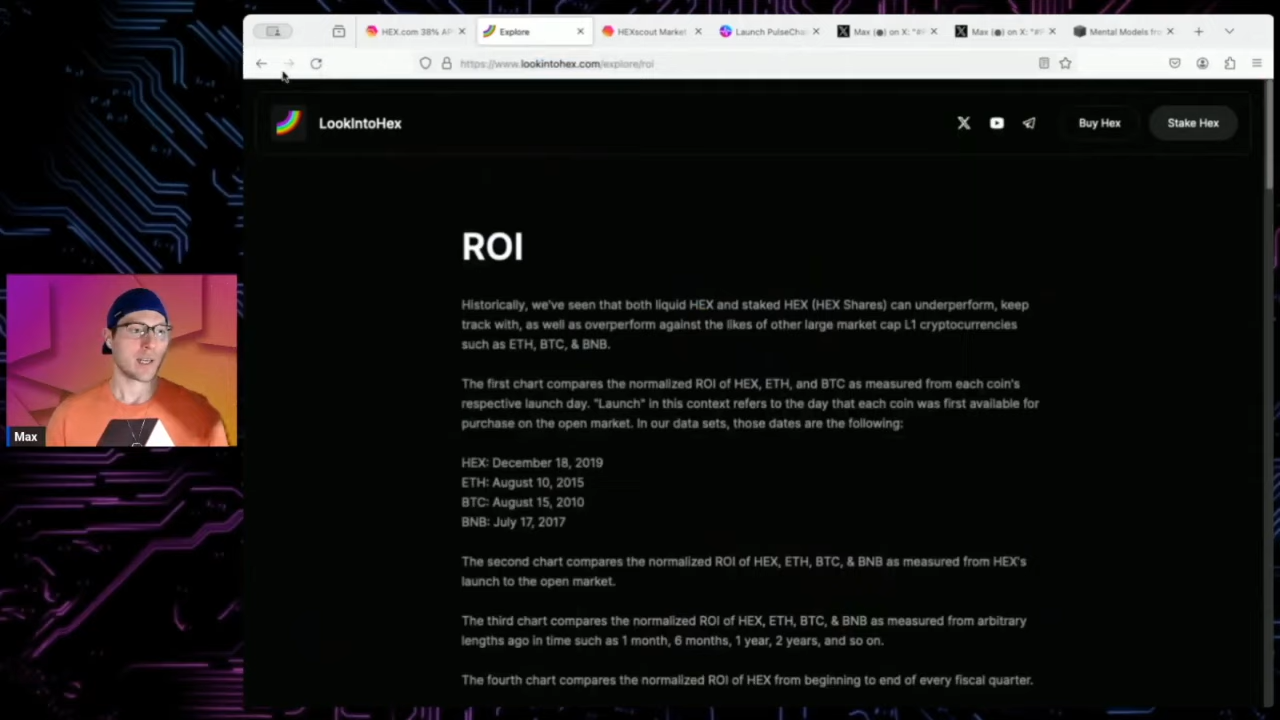 HEX.com 38% AP
Explore
HEXscout Market
Launch PulseCha
Max (⬣) on X: "#P
Max (⬣) on X: "#P
Mental Models fro
https://www.lookintohex.com/explore/roi
LookIntoHex
Buy Hex
Stake Hex
ROI
Historically, we've seen that both liquid HEX and staked HEX (HEX Shares) can underperform, keep
track with, as well as overperform against the likes of other large market cap L1 cryptocurrencies
such as ETH, BTC, & BNB.
The first chart compares the normalized ROI of HEX, ETH, and BTC as measured from each coin's
respective launch day. "Launch" in this context refers to the day that each coin was first available for
purchase on the open market. In our data sets, those dates are the following:
HEX: December 18, 2019
ETH: August 10, 2015
BTC: August 15, 2010
BNB: July 17, 2017
The second chart compares the normalized ROI of HEX, ETH, BTC, & BNB as measured from HEX's
launch to the open market.
The third chart compares the normalized ROI of HEX, ETH, BTC, & BNB as measured from arbitrary
lengths ago in time such as 1 month, 6 months, 1 year, 2 years, and so on.
The fourth chart compares the normalized ROI of HEX from beginning to end of every fiscal quarter.
Max